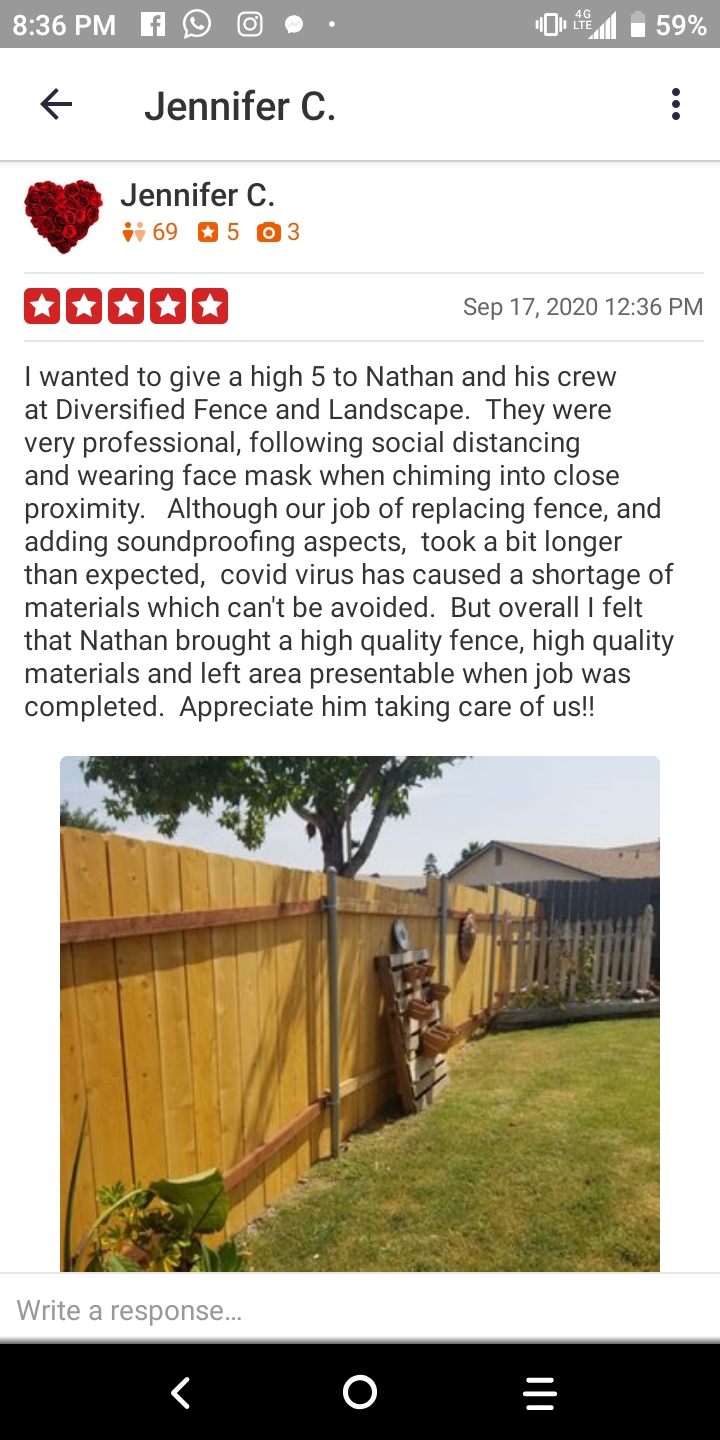 8:36 PM
4G LTE
59%
Jennifer C.
Jennifer C.
69 5 3
Sep 17, 2020 12:36 PM
I wanted to give a high 5 to Nathan and his crew
at Diversified Fence and Landscape.  They were
very professional, following social distancing
and wearing face mask when chiming into close
proximity.   Although our job of replacing fence, and
adding soundproofing aspects,  took a bit longer
than expected,  covid virus has caused a shortage of
materials which can't be avoided.  But overall I felt
that Nathan brought a high quality fence, high quality
materials and left area presentable when job was
completed.  Appreciate him taking care of us!!
Write a response...